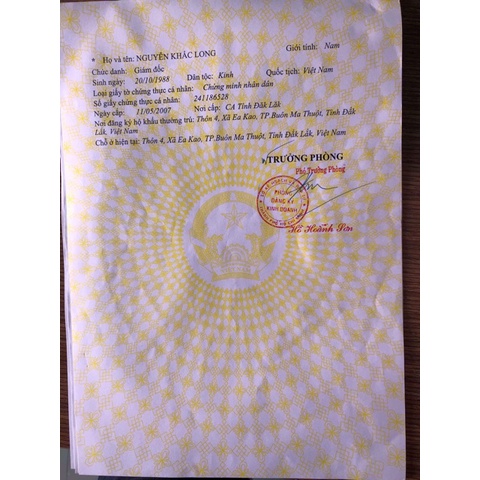 * Họ và tên: NGUYỄN KHẮC LONG Giới tính: Nam
Chức danh: Giám đốc
Sinh ngày: 20/10/1988 Dân tộc: Kinh Quốc tịch: Việt Nam
Loại giấy tờ chứng thực cá nhân: Chứng minh nhân dân
Số giấy chứng thực cá nhân: 241186528
Ngày cấp: 11/05/2007 Nơi cấp: CA Tỉnh Đăk Lăk
Nơi đăng ký hộ khẩu thường trú: Thôn 4, Xã Ea Kao, TP.Buôn Ma Thuột, Tỉnh Đắk
Lắk, Việt Nam
Chỗ ở hiện tại: Thôn 4, Xã Ea Kao, TP.Buôn Ma Thuột, Tỉnh Đắk Lắk, Việt Nam
TRƯỞNG PHÒNG
Phó Trưởng Phòng
PHÒNG
ĐĂNG KÝ
KINH DOANH
Hồ Hoành Sơn